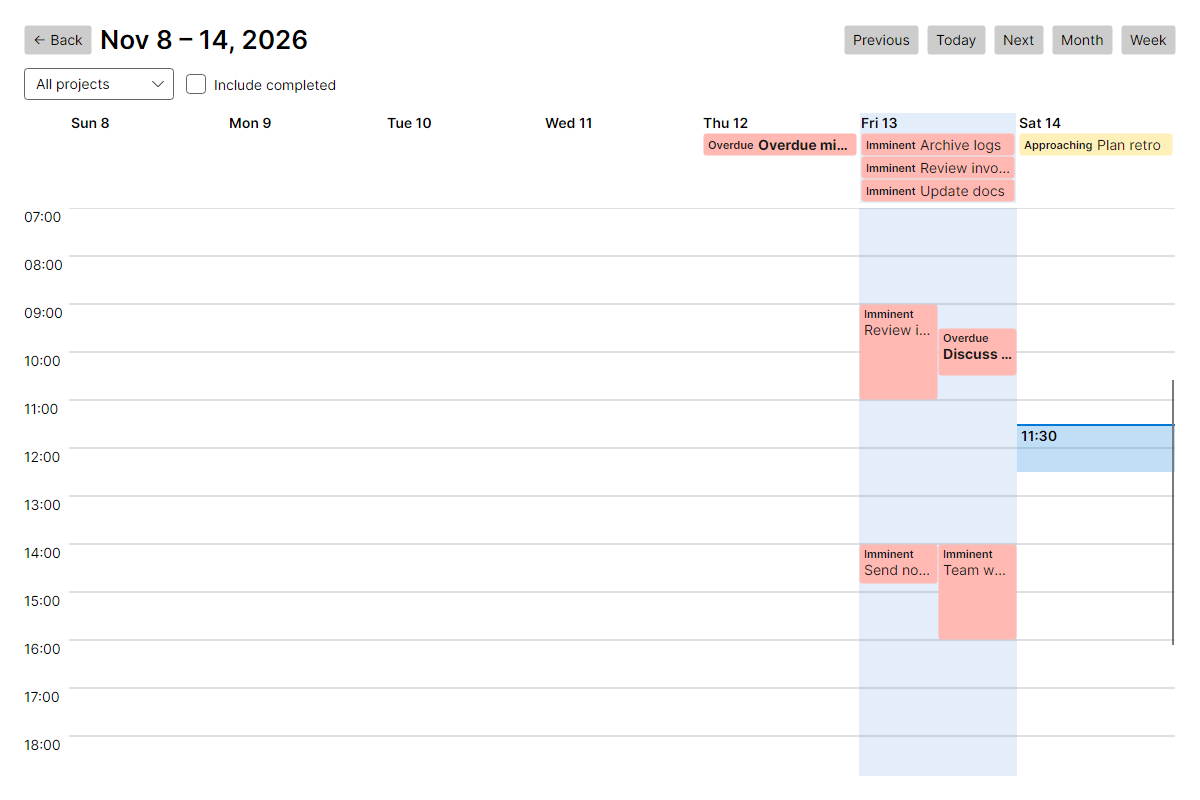 ← Back Nov 8 – 14, 2026 Previous Today Next Month Week
All projects Include completed
Sun 8 Mon 9 Tue 10 Wed 11 Thu 12 Fri 13 Sat 14
Overdue Overdue mi... Imminent Archive logs Approaching Plan retro
Imminent Review invo...
Imminent Update docs
07:00
08:00
09:00
Imminent
Review i...
Overdue
Discuss ...
10:00
11:00
11:30
12:00
13:00
14:00
Imminent Imminent
Send no... Team w...
15:00
16:00
17:00
18:00